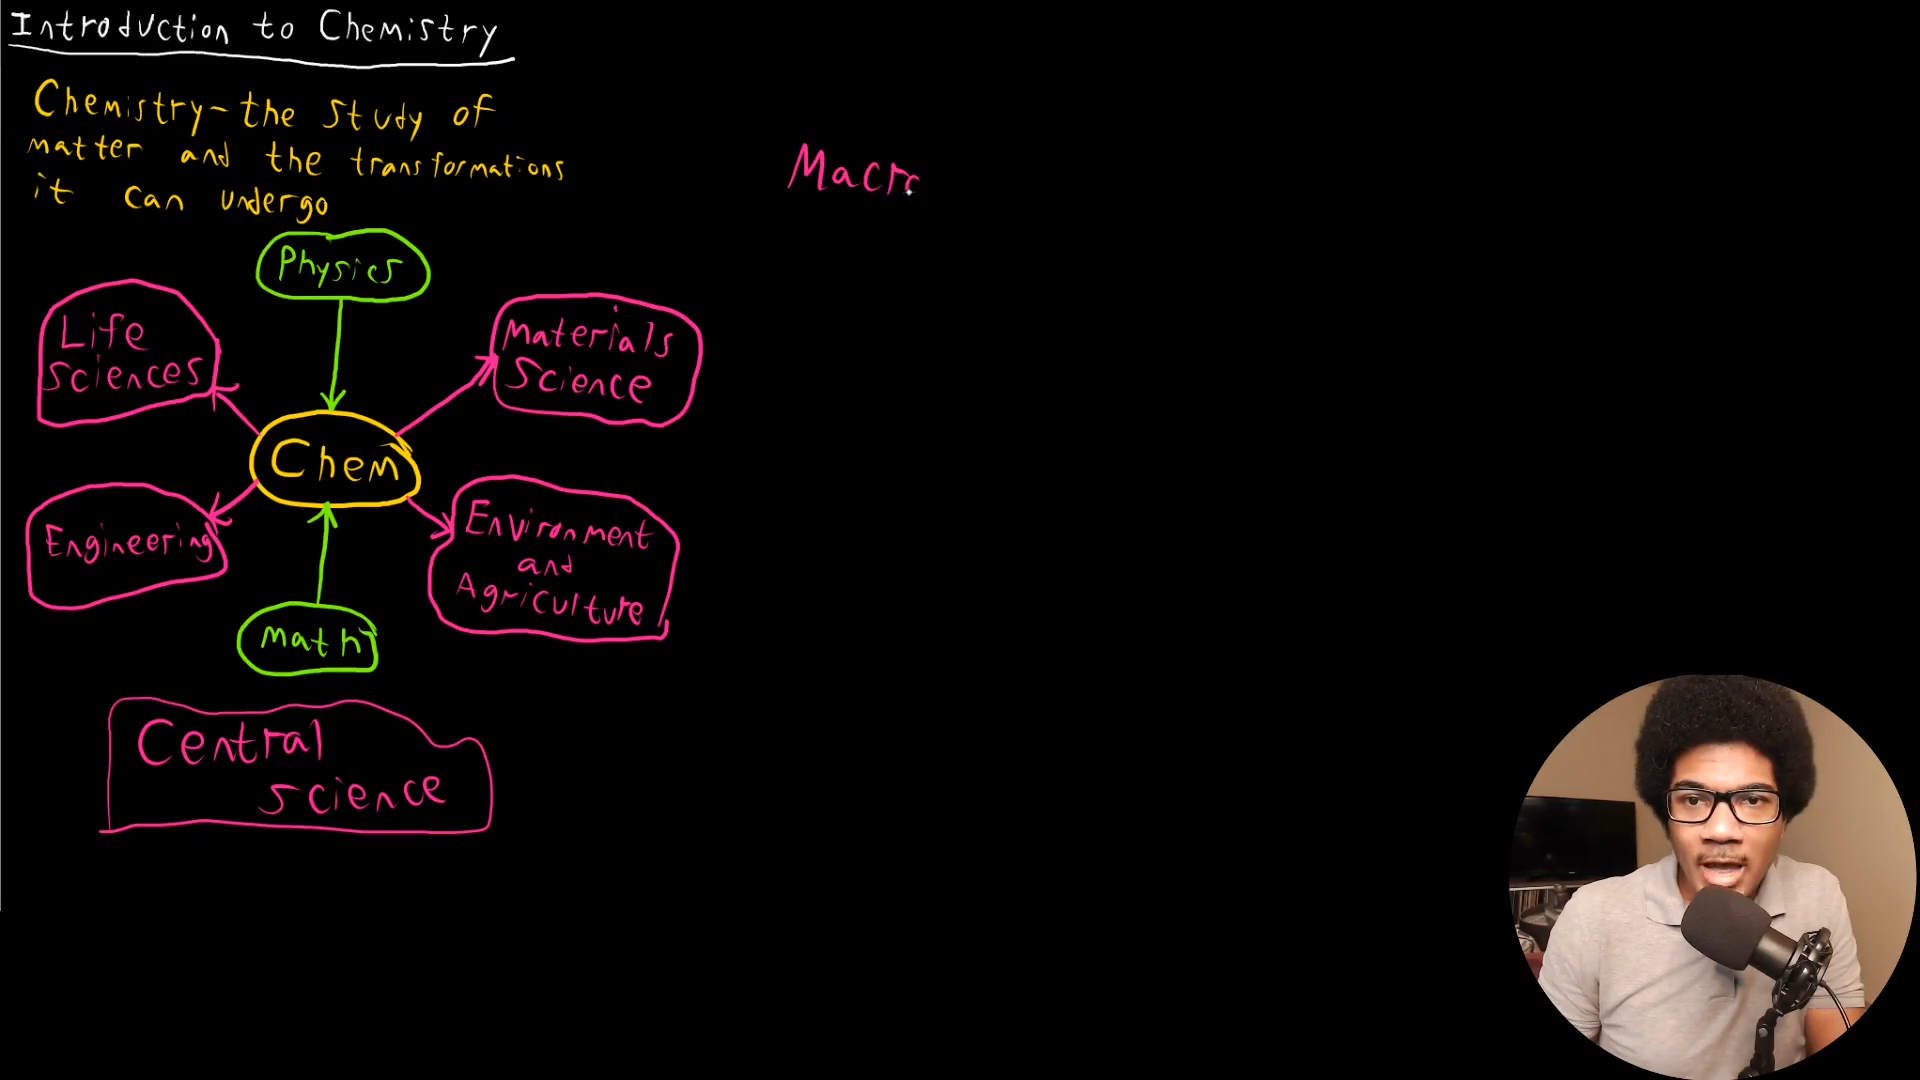 Introduction to Chemistry
Chemistry - the study of
matter and the transformations
it can undergo
Physics
Life
Sciences
Materials
Science
Chem
Engineering
Environment
and
Agriculture
Math
Central
science
Macro